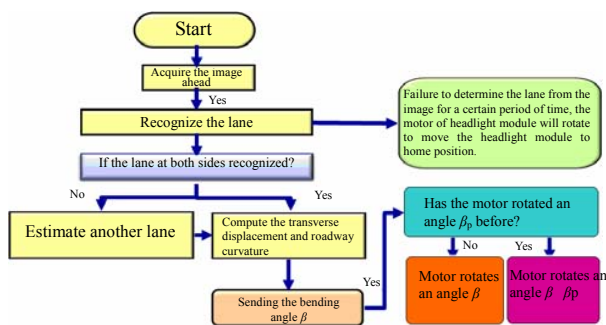 Start
Acquire the image
ahead
Yes
Recognize the lane
Failure to determine the lane from the
image for a certain period of time, the
motor of headlight module will rotate
to move the headlight module to
home position.
If the lane at both sides recognized?
No
Yes
Estimate another lane
Compute the transverse
displacement and roadway
curvature
Yes
Sending the bending
angle β
Has the motor rotated an
angle βp before?
No
Yes
Motor rotates
an angle β
Motor rotates an
angle β βp